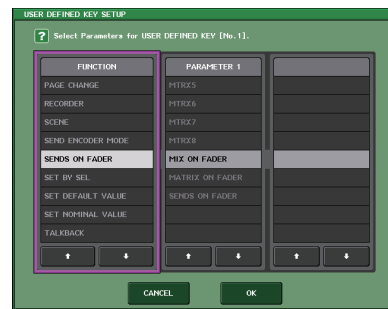 USER DEFINED KEY SETUP
? Select Parameters for USER DEFINED KEY [No.1].
FUNCTION
PAGE CHANGE
RECORDER
SCENE
SEND ENCODER MODE
SENDS ON FADER
SET BY SEL
SET DEFAULT VALUE
SET NOMINAL VALUE
TALKBACK
PARAMETER 1
MTRX5
MTRX6
MTRX7
MTRX8
MIX ON FADER
MATRIX ON FADER
SENDS ON FADER
CANCEL
OK